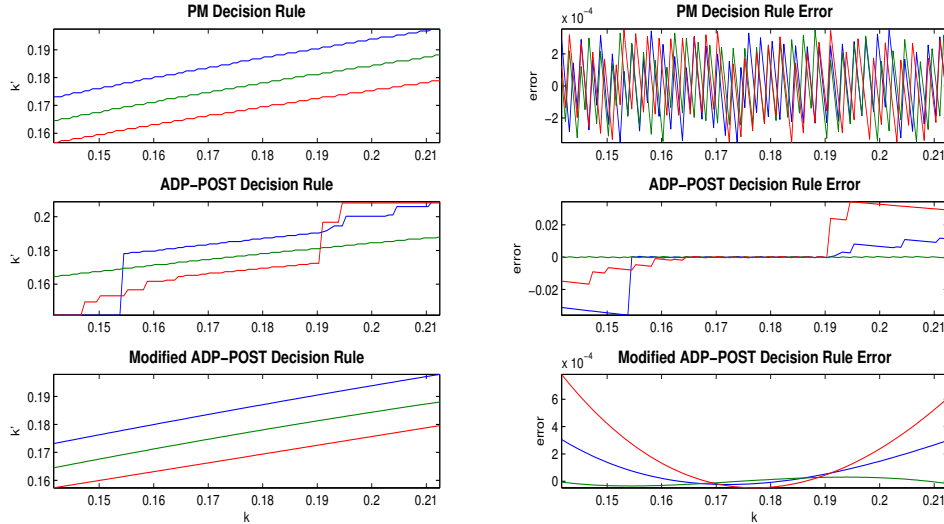 PM Decision Rule
0.19
0.18
0.17
0.16
k'
0.15 0.16 0.17 0.18 0.19 0.2 0.21
PM Decision Rule Error
x 10⁻⁴
2
0
−2
error
0.15 0.16 0.17 0.18 0.19 0.2 0.21
ADP−POST Decision Rule
0.2
0.18
0.16
k'
0.15 0.16 0.17 0.18 0.19 0.2 0.21
ADP−POST Decision Rule Error
0.02
0
−0.02
error
0.15 0.16 0.17 0.18 0.19 0.2 0.21
Modified ADP−POST Decision Rule
0.19
0.18
0.17
0.16
k'
0.15 0.16 0.17 0.18 0.19 0.2 0.21
k
Modified ADP−POST Decision Rule Error
x 10⁻⁴
6
4
2
0
error
0.15 0.16 0.17 0.18 0.19 0.2 0.21
k